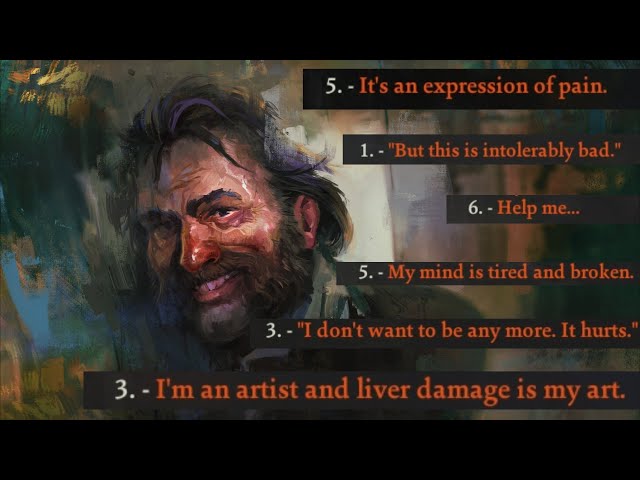 5. - It's an expression of pain.
1. - "But this is intolerably bad."
6. - Help me...
5. - My mind is tired and broken.
3. - "I don't want to be any more. It hurts."
3. - I'm an artist and liver damage is my art.